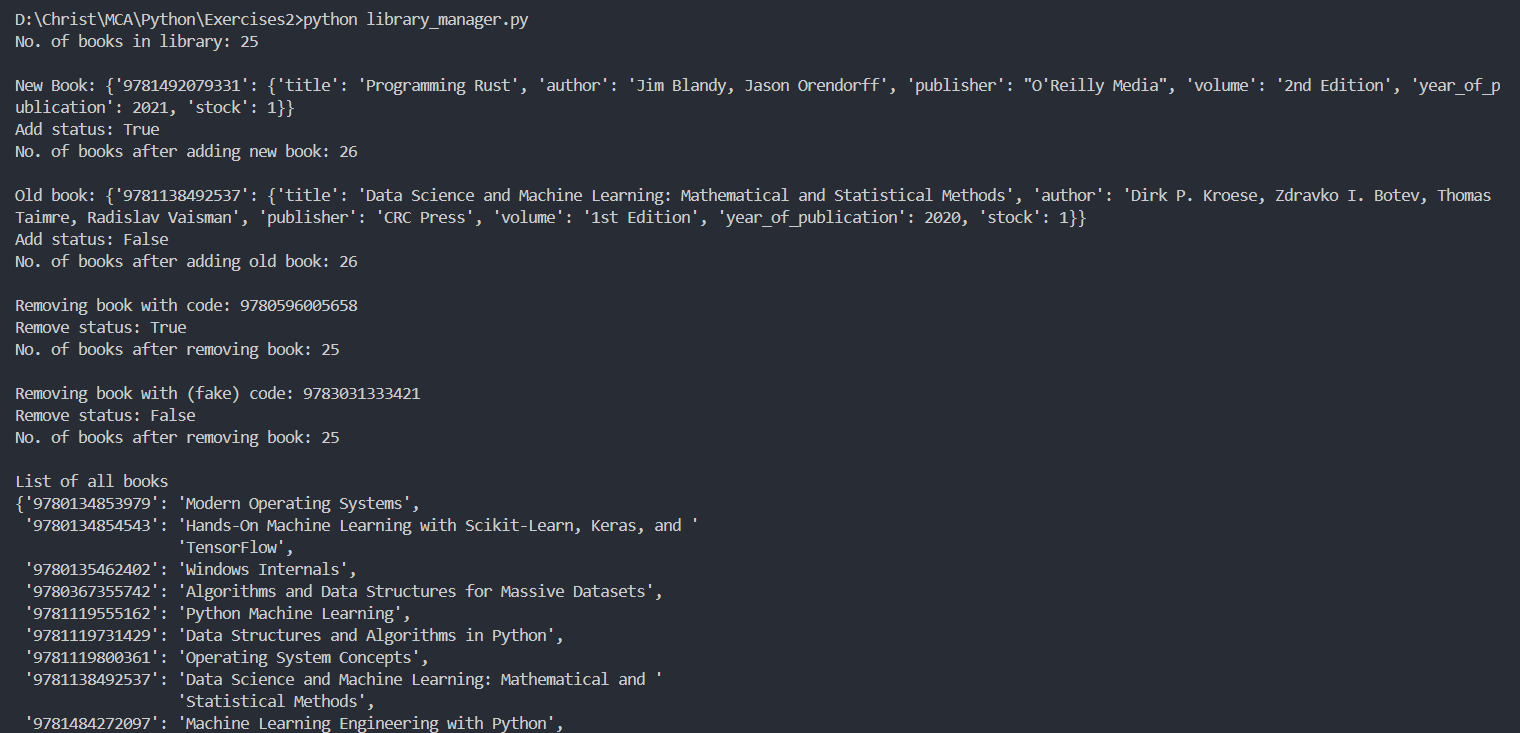 D:\Christ\MCA\Python\Exercises2>python library_manager.py
No. of books in library: 25

New Book: {'9781492079331': {'title': 'Programming Rust', 'author': 'Jim Blandy, Jason Orendorff', 'publisher': "O'Reilly Media", 'volume': '2nd Edition', 'year_of_p
ublication': 2021, 'stock': 1}}
Add status: True
No. of books after adding new book: 26

Old book: {'9781138492537': {'title': 'Data Science and Machine Learning: Mathematical and Statistical Methods', 'author': 'Dirk P. Kroese, Zdravko I. Botev, Thomas
Taimre, Radislav Vaisman', 'publisher': 'CRC Press', 'volume': '1st Edition', 'year_of_publication': 2020, 'stock': 1}}
Add status: False
No. of books after adding old book: 26

Removing book with code: 9780596005658
Remove status: True
No. of books after removing book: 25

Removing book with (fake) code: 9783031333421
Remove status: False
No. of books after removing book: 25

List of all books
{'9780134853979': 'Modern Operating Systems',
 '9780134854543': 'Hands-On Machine Learning with Scikit-Learn, Keras, and '
                  'TensorFlow',
 '9780135462402': 'Windows Internals',
 '9780367355742': 'Algorithms and Data Structures for Massive Datasets',
 '9781119555162': 'Python Machine Learning',
 '9781119731429': 'Data Structures and Algorithms in Python',
 '9781119800361': 'Operating System Concepts',
 '9781138492537': 'Data Science and Machine Learning: Mathematical and '
                  'Statistical Methods',
 '9781484272097': 'Machine Learning Engineering with Python',